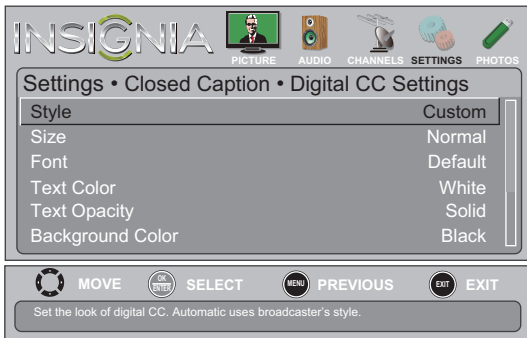 INSIGNIA
PICTURE AUDIO CHANNELS SETTINGS PHOTOS
Settings • Closed Caption • Digital CC Settings
Style Custom
Size Normal
Font Default
Text Color White
Text Opacity Solid
Background Color Black
MOVE OK ENTER SELECT MENU PREVIOUS EXIT EXIT
Set the look of digital CC. Automatic uses broadcaster's style.